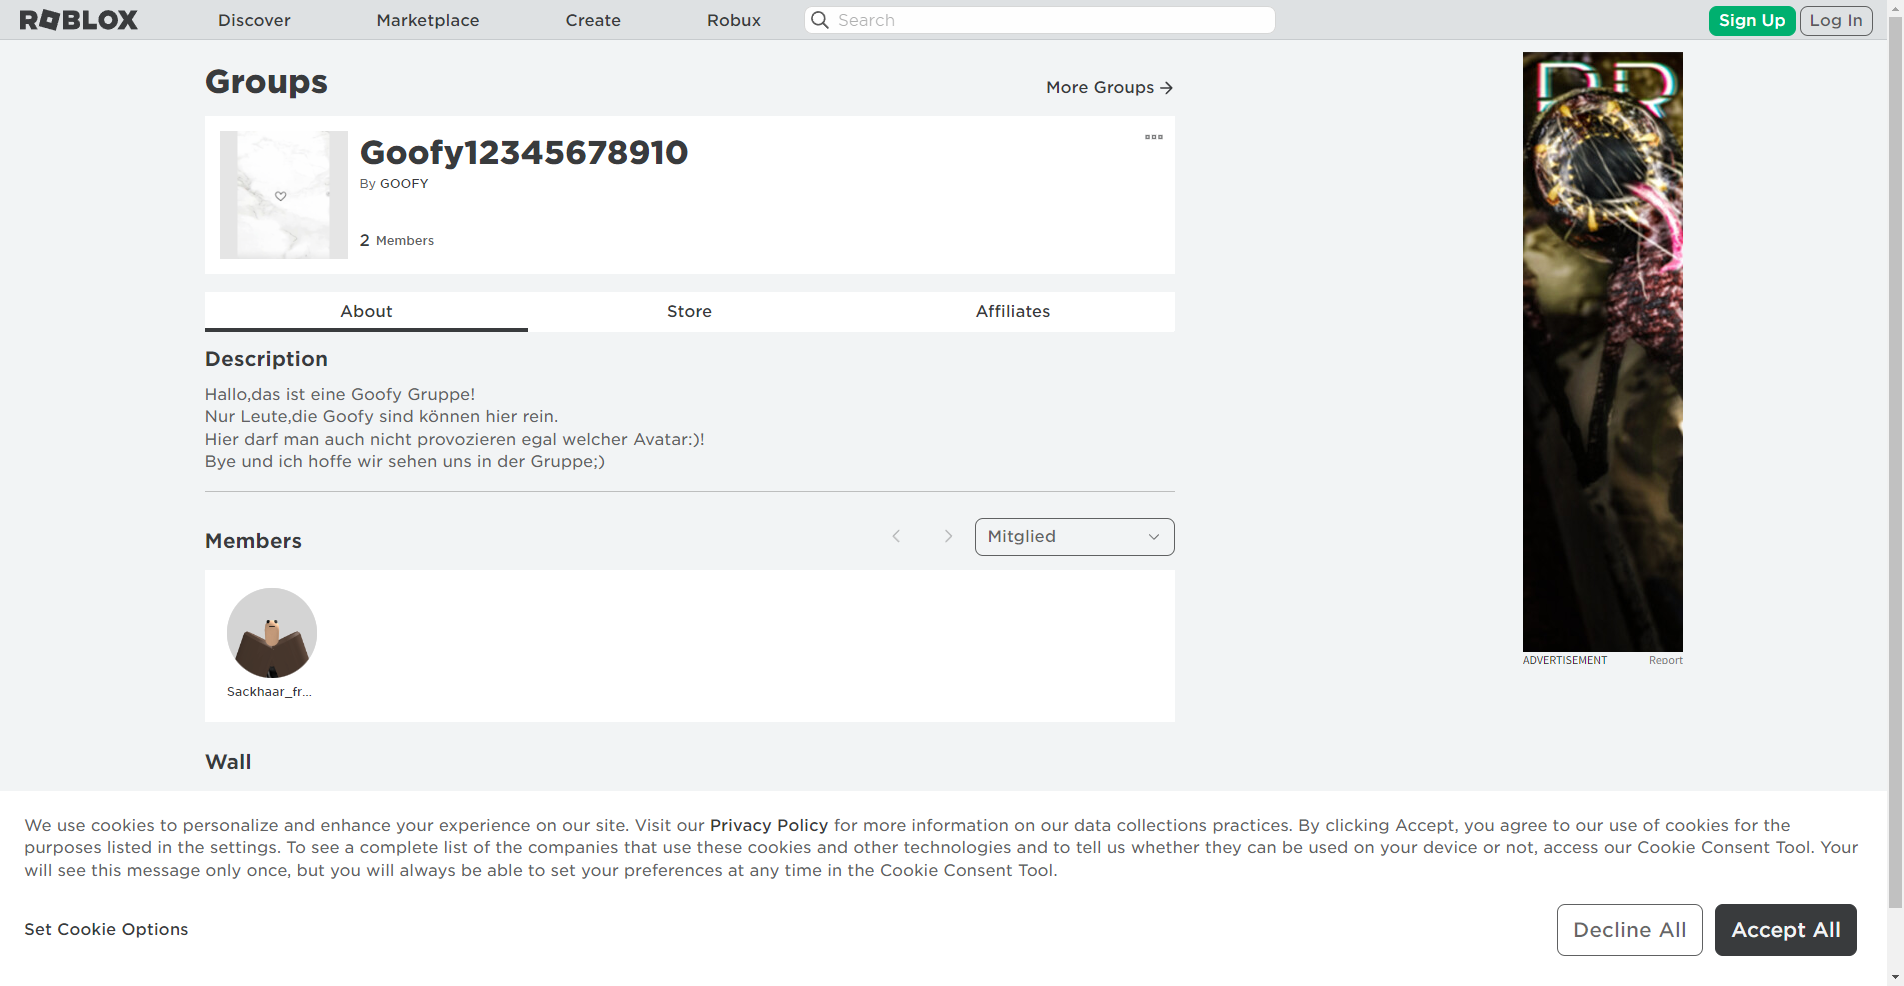 ROBLOX
Discover
Marketplace
Create
Robux
Search
Sign Up
Log In
Groups
More Groups
Goofy12345678910
By GOOFY
2 Members
About
Store
Affiliates
Description
Hallo,das ist eine Goofy Gruppe!
Nur Leute,die Goofy sind können hier rein.
Hier darf man auch nicht provozieren egal welcher Avatar:)!
Bye und ich hoffe wir sehen uns in der Gruppe;)
Members
Mitglied
Sackhaar_fr...
Wall
DR
ADVERTISEMENT
Report
We use cookies to personalize and enhance your experience on our site. Visit our Privacy Policy for more information on our data collections practices. By clicking Accept, you agree to our use of cookies for the
purposes listed in the settings. To see a complete list of the companies that use these cookies and other technologies and to tell us whether they can be used on your device or not, access our Cookie Consent Tool. Your
will see this message only once, but you will always be able to set your preferences at any time in the Cookie Consent Tool.
Set Cookie Options
Decline All
Accept All